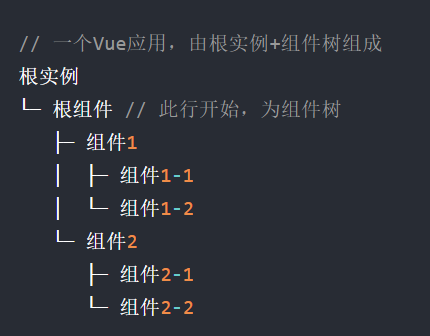 // 一个Vue应用，由根实例+组件树组成
根实例
└─ 根组件 // 此行开始，为组件树
   ├─ 组件1
   │  ├─ 组件1-1
   │  └─ 组件1-2
   └─ 组件2
      ├─ 组件2-1
      └─ 组件2-2